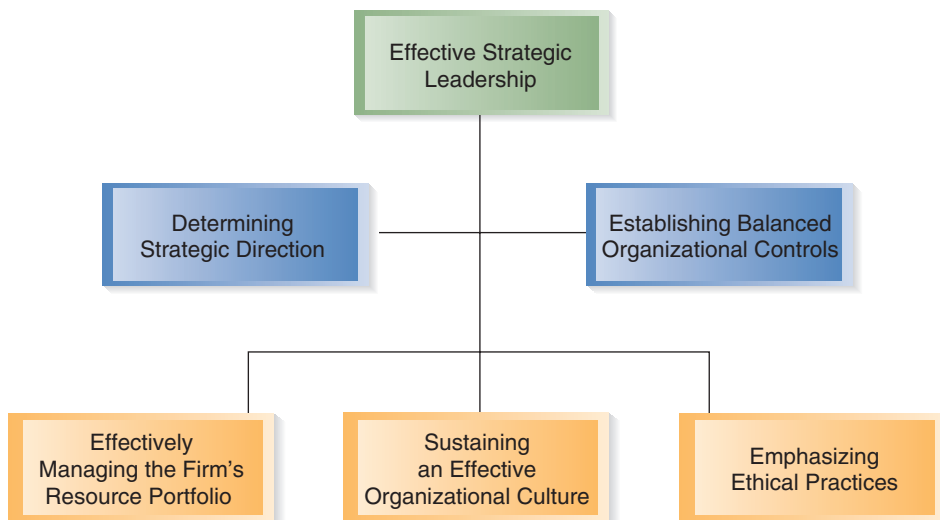 Effective Strategic
Leadership
Determining
Strategic Direction
Establishing Balanced
Organizational Controls
Effectively
Managing the Firm’s
Resource Portfolio
Sustaining
an Effective
Organizational Culture
Emphasizing
Ethical Practices